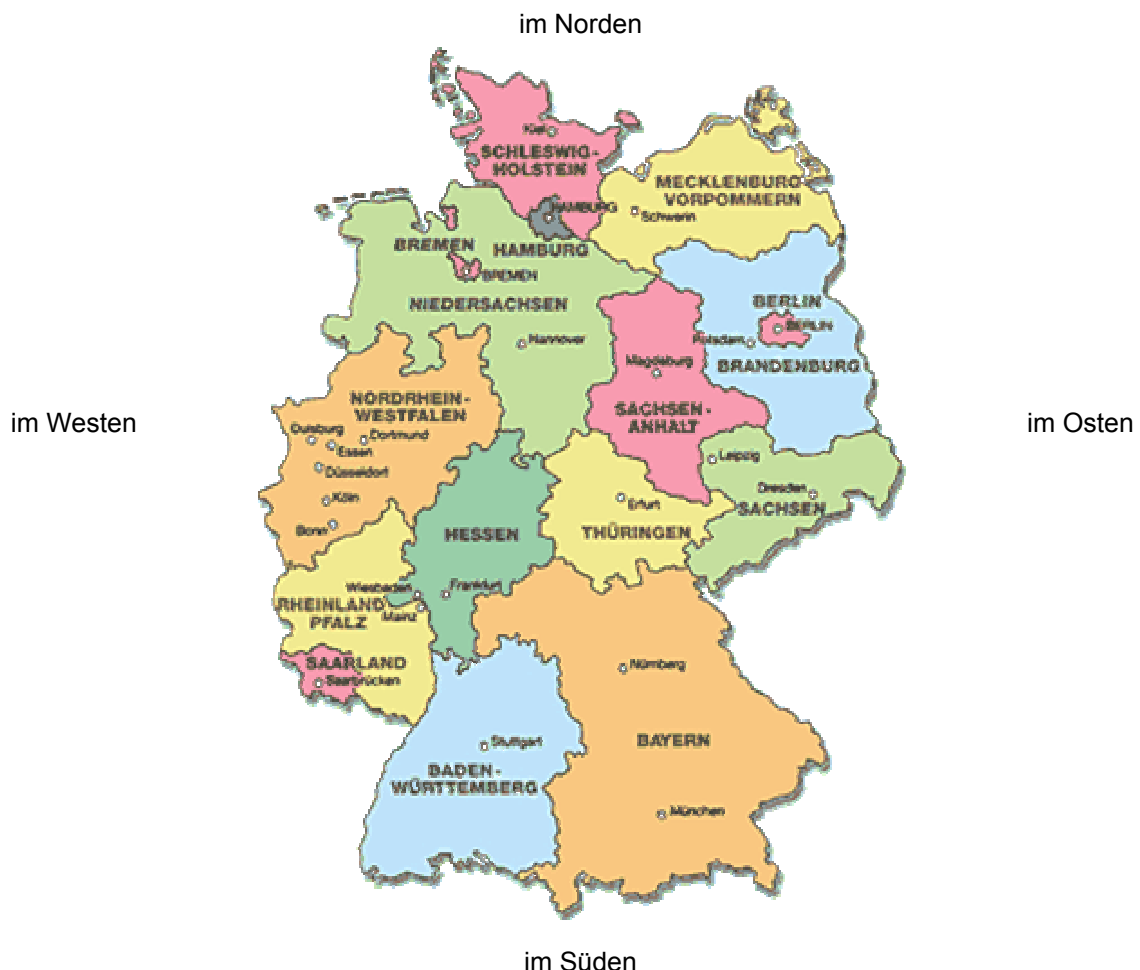 im Norden
Kiel
SCHLESWIG-
HOLSTEIN
MECKLENBURG-
VORPOMMERN
HAMBURG
Schwerin
BREMEN
HAMBURG
BREMEN
NIEDERSACHSEN
BERLIN
BERLIN
Hannover
Potsdam
Magdeburg
BRANDENBURG
NORDRHEIN-
WESTFALEN
SACHSEN-
ANHALT
im Westen
im Osten
Duisburg
Dortmund
Essen
Düsseldorf
Leipzig
Köln
Dresden
Erfurt
SACHSEN
Bonn
HESSEN
THÜRINGEN
Wiesbaden
Frankfurt
RHEINLAND
PFALZ
Mainz
SAARLAND
Saarbrücken
Nürnberg
Stuttgart
BAYERN
BADEN-
WÜRTTEMBERG
München
im Süden